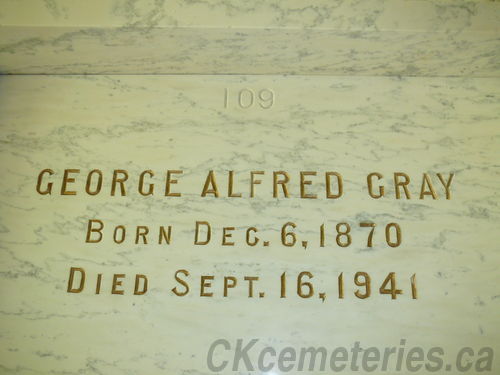 109
GEORGE ALFRED GRAY
BORN DEC. 6, 1870
DIED SEPT. 16, 1941
CKcemeteries.ca